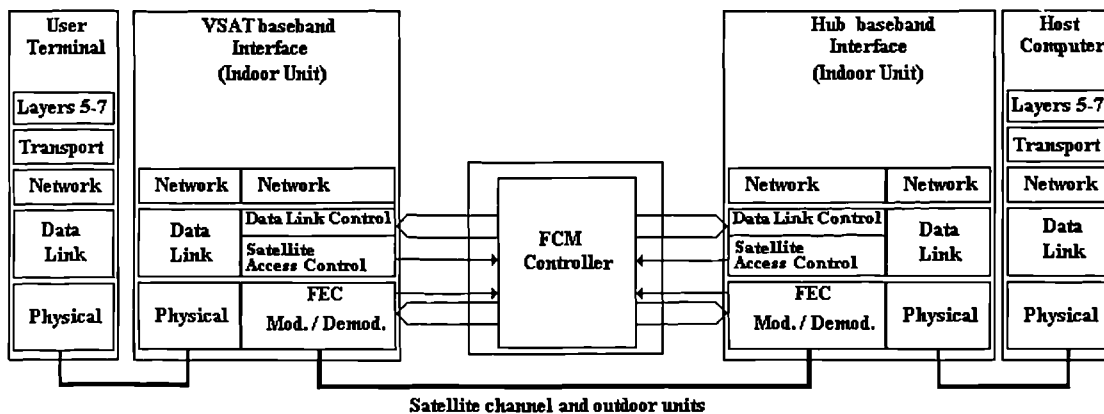 User
Terminal
Layers 5-7
Transport
Network
Data
Link
Physical
VSAT baseband
Interface
(Indoor Unit)
Network
Data
Link
Physical
Network
Data Link Control
Satellite
Access Control
FEC
Mod. / Demod.
FCM
Controller
Hub baseband
Interface
(Indoor Unit)
Network
Data Link Control
Satellite
Access Control
FEC
Mod. / Demod.
Network
Data
Link
Physical
Host
Computer
Layers 5-7
Transport
Network
Data
Link
Physical
Satellite channel and outdoor units